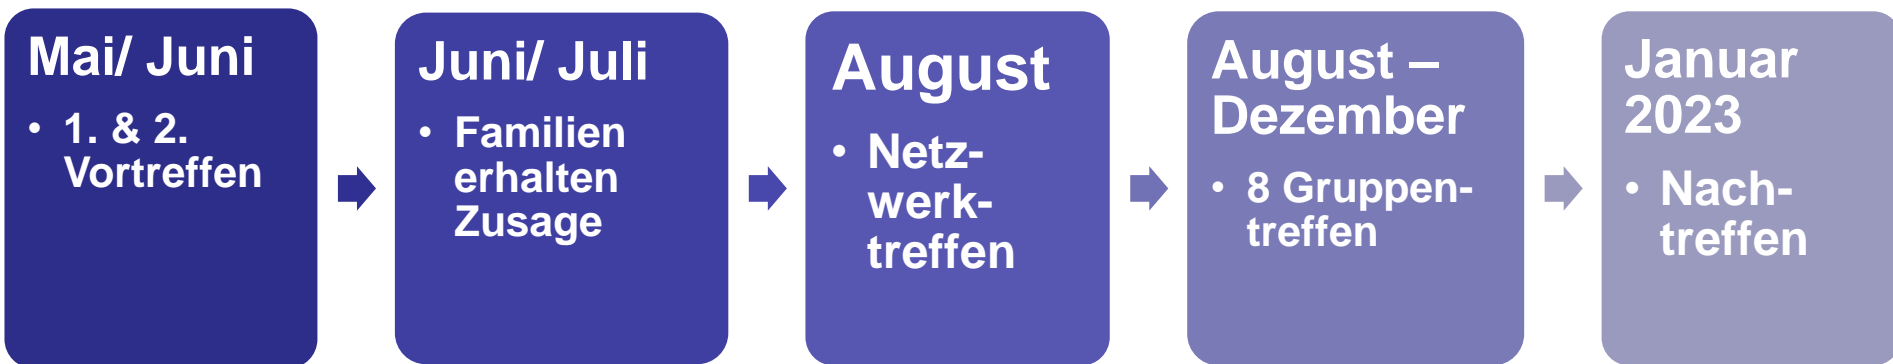 Mai/ Juni
• 1. & 2.
Vortreffen
Juni/ Juli
• Familien
erhalten
Zusage
August
• Netz-
werk-
treffen
August –
Dezember
• 8 Gruppen-
treffen
Januar
2023
• Nach-
treffen